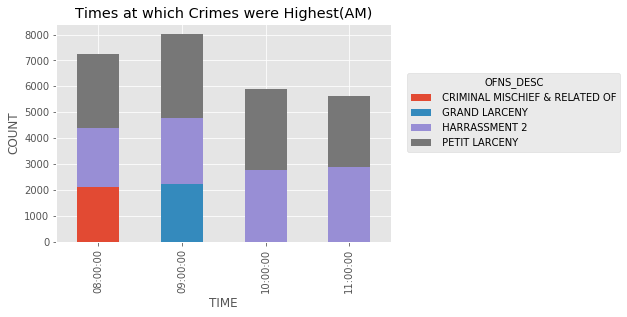 Times at which Crimes were Highest(AM)
8000
7000
6000
5000
4000
3000
2000
1000
0
COUNT
08:00:00
09:00:00
10:00:00
11:00:00
TIME
OFNS_DESC
CRIMINAL MISCHIEF & RELATED OF
GRAND LARCENY
HARRASSMENT 2
PETIT LARCENY